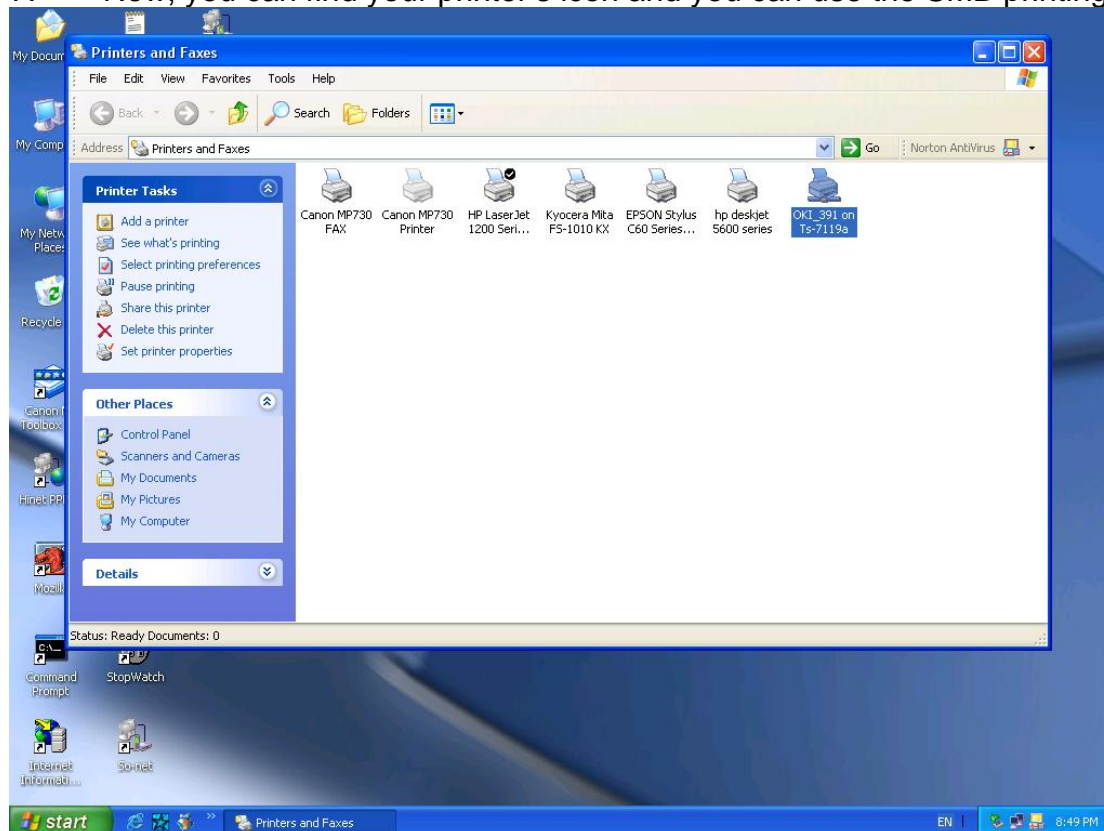 Now, you can find your printer's icon and you can use the SMB printing
My Docum
Printers and Faxes
File Edit View Favorites Tools Help
Back Search Folders
My Comp
Address Printers and Faxes Go Norton AntiVirus
Printer Tasks
Add a printer
See what's printing
Select printing preferences
Pause printing
Share this printer
Delete this printer
Set printer properties
Other Places
Control Panel
Scanners and Cameras
My Documents
My Pictures
My Computer
Details
Canon MP730 FAX
Canon MP730 Printer
HP LaserJet 1200 Seri...
Kyocera Mita FS-1010 KX
EPSON Stylus C60 Series...
hp deskjet 5600 series
OKI_391 on Ts-7119a
My Netw
Places
Recycle
Canon
Toolbox
Hinet PPP
Mozill
Status: Ready Documents: 0
C:\_
Command Prompt
StopWatch
Internet Informati...
So-net
start
Printers and Faxes
EN
8:49 PM